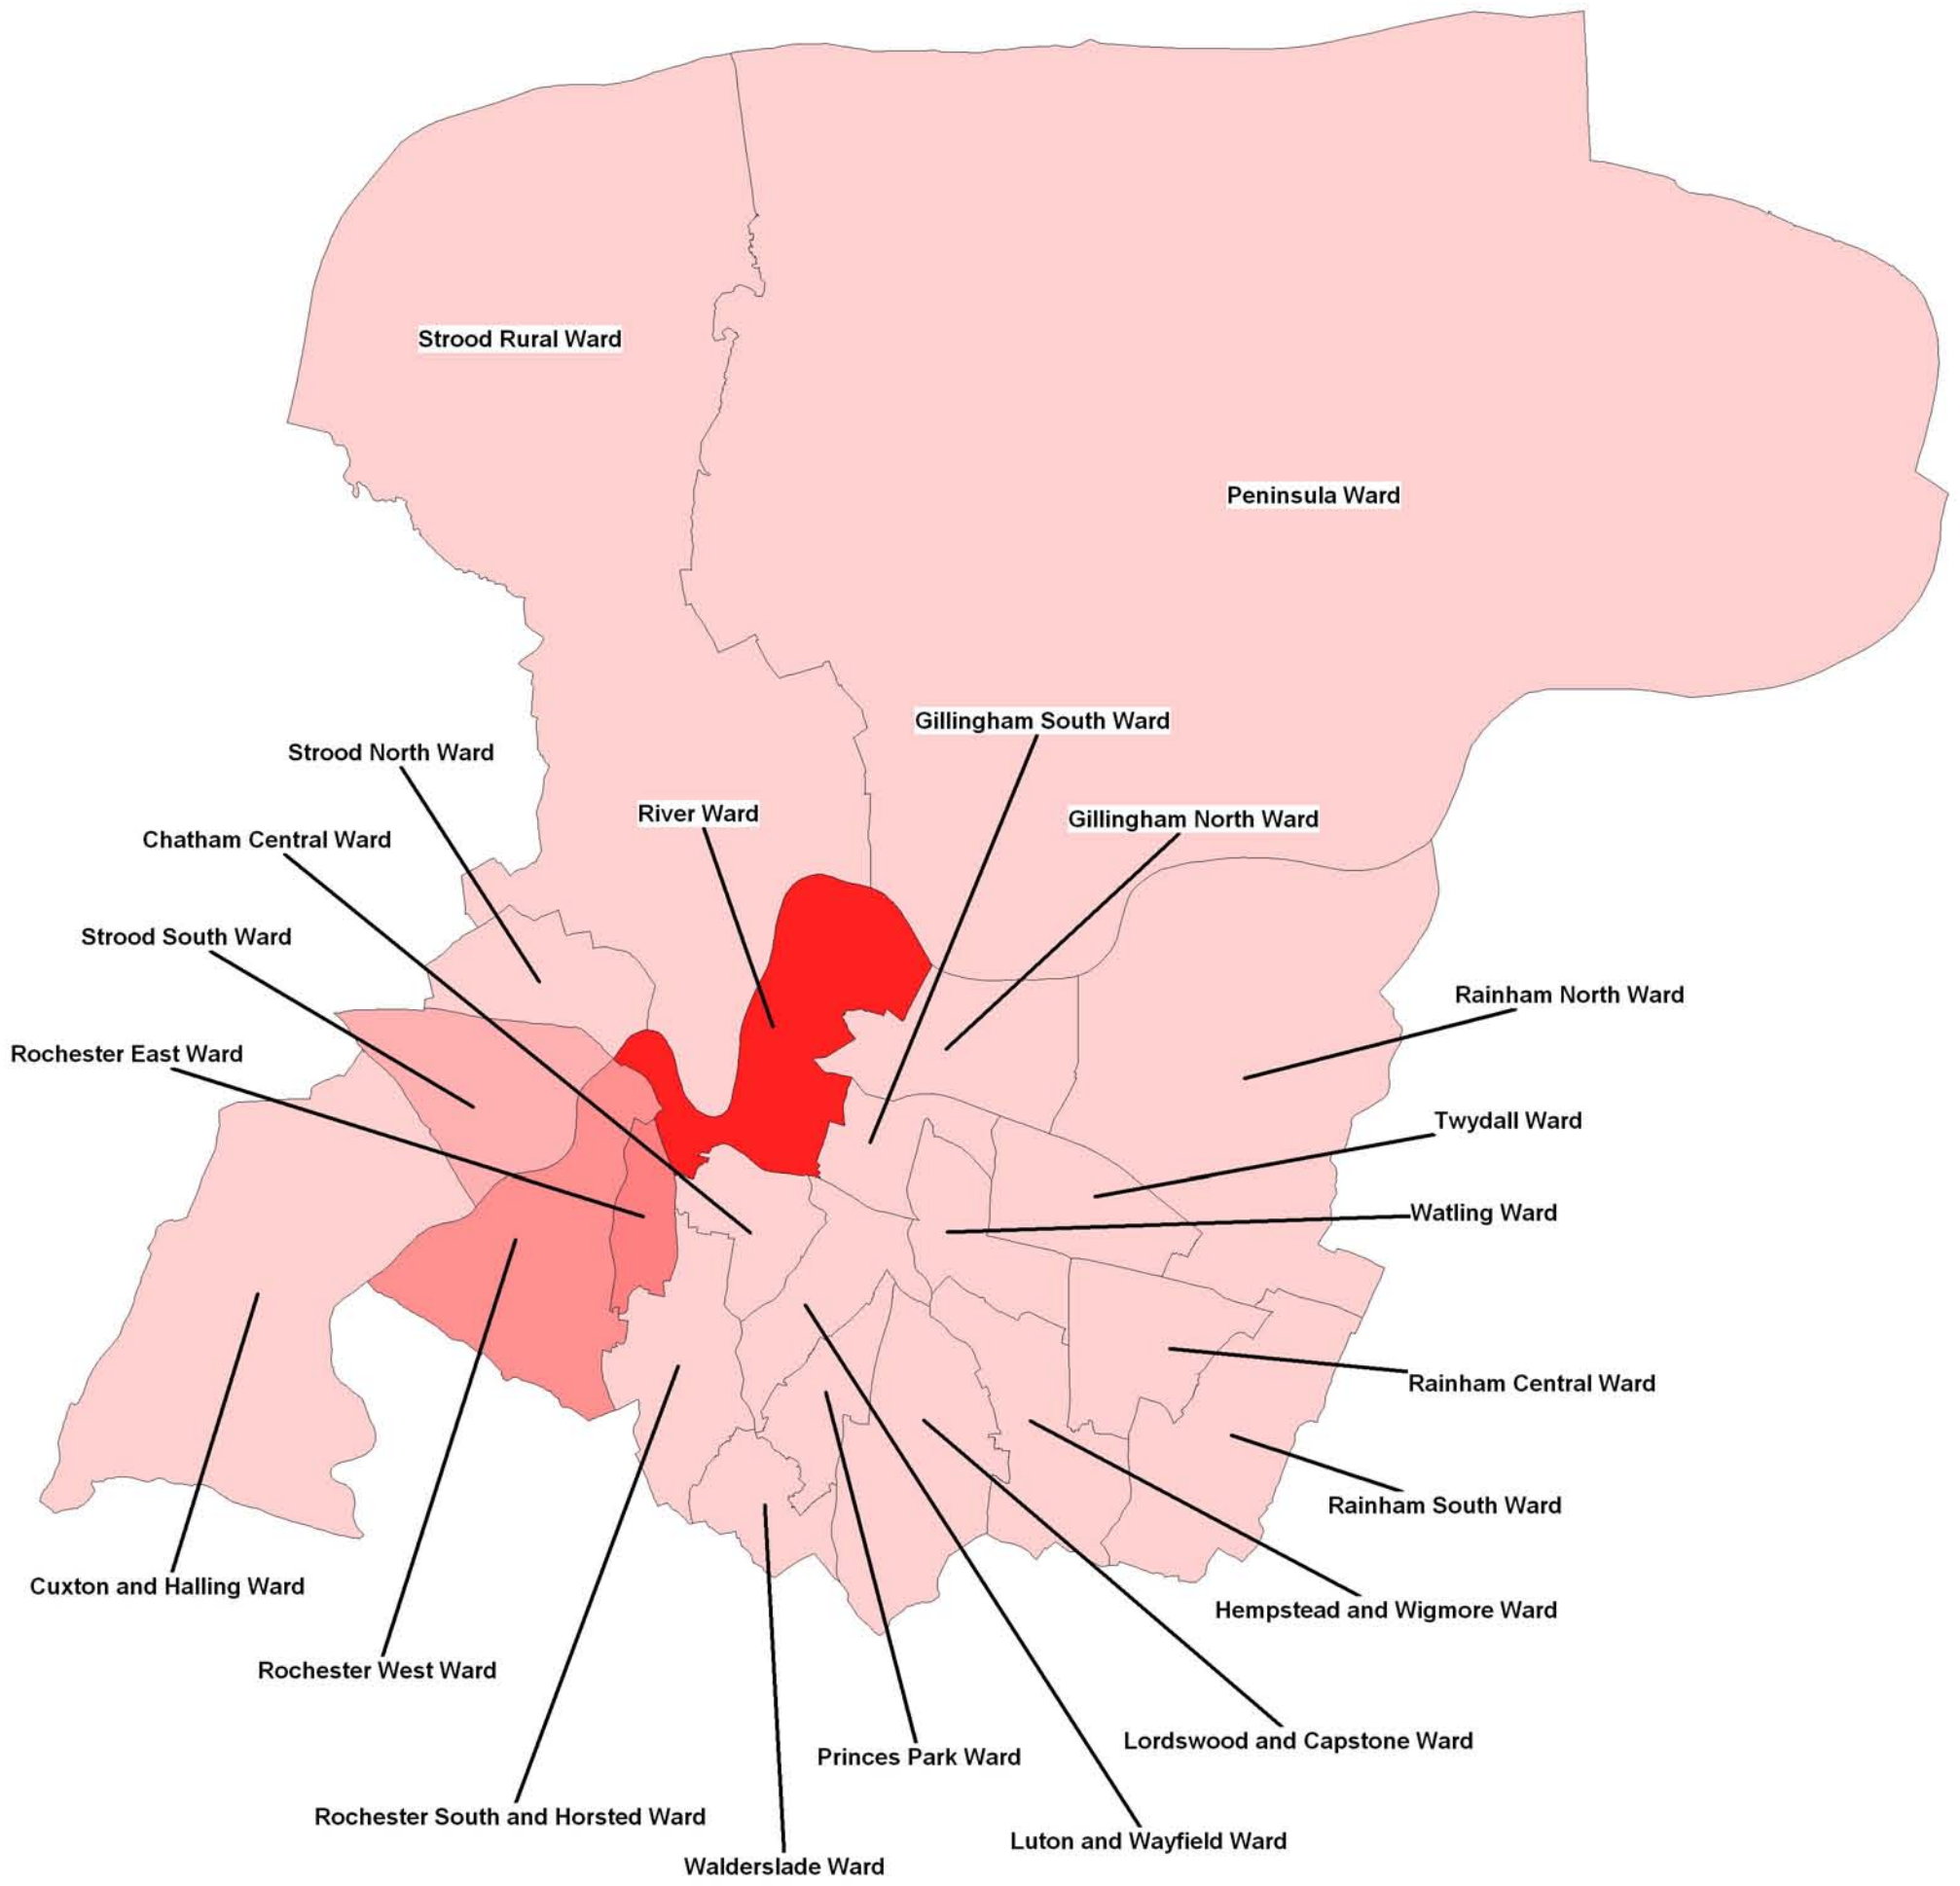 Strood Rural Ward
Peninsula Ward
Gillingham South Ward
Strood North Ward
River Ward
Gillingham North Ward
Chatham Central Ward
Strood South Ward
Rainham North Ward
Rochester East Ward
Twydall Ward
Watling Ward
Rainham Central Ward
Rainham South Ward
Cuxton and Halling Ward
Hempstead and Wigmore Ward
Rochester West Ward
Lordswood and Capstone Ward
Princes Park Ward
Rochester South and Horsted Ward
Luton and Wayfield Ward
Walderslade Ward